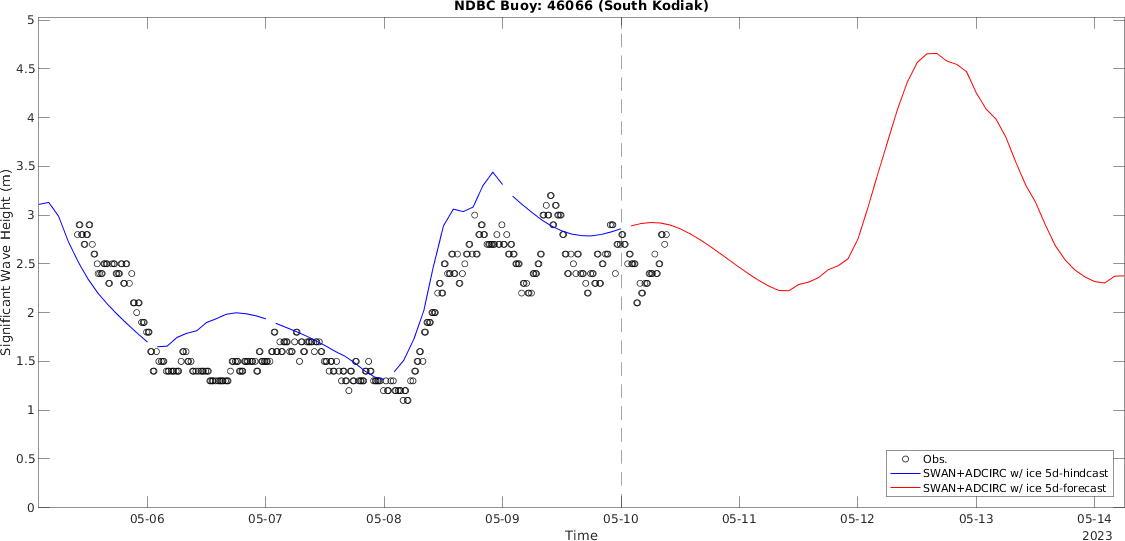 NDBC Buoy: 46066 (South Kodiak)
5
4.5
4
3.5
3
2.5
2
1.5
1
0.5
0
Significant Wave Height (m)
Obs.
SWAN+ADCIRC w/ ice 5d-hindcast
SWAN+ADCIRC w/ ice 5d-forecast
05-06 05-07 05-08 05-09 05-10 05-11 05-12 05-13 05-14
Time
2023